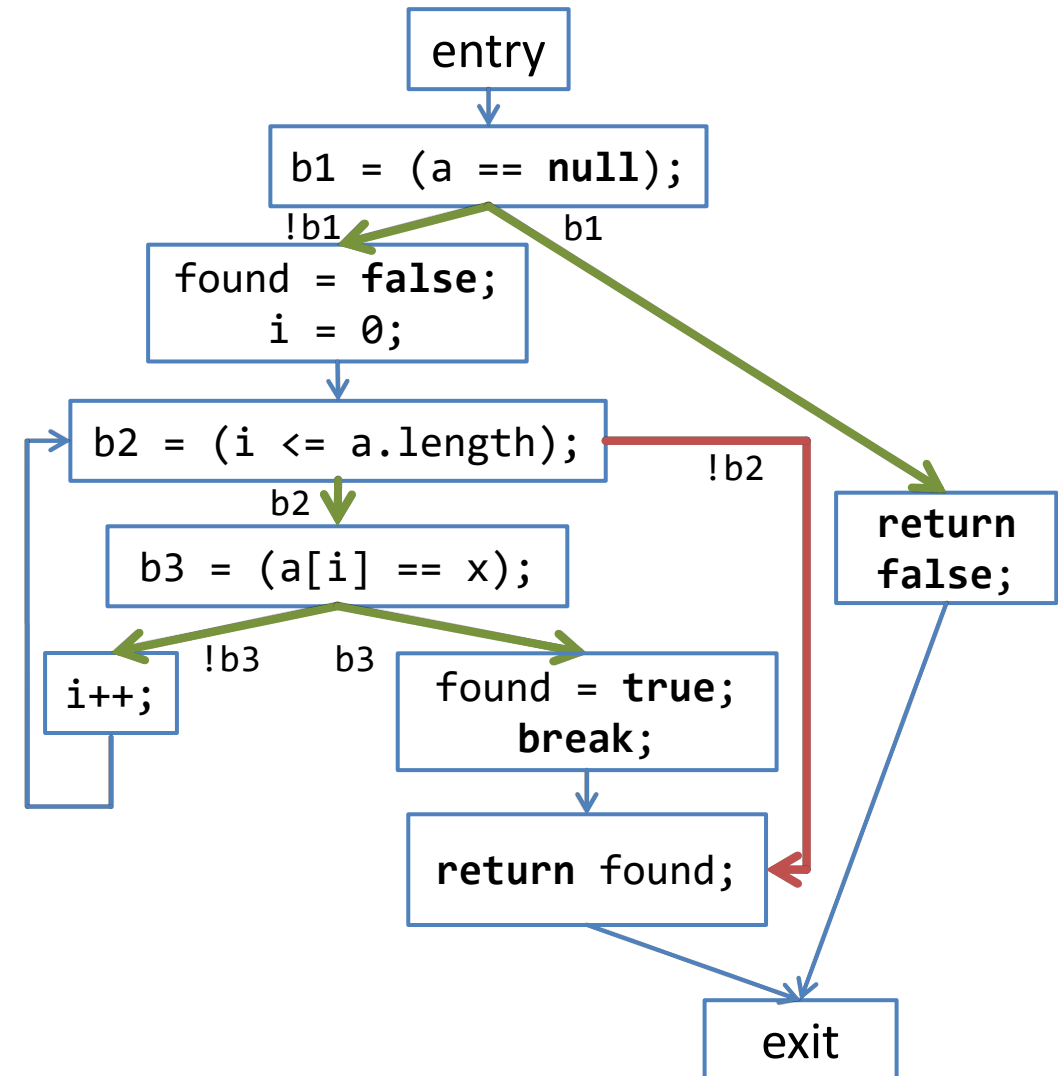 entry
b1 = (a == null);
!b1
b1
found = false;
i = 0;
b2 = (i <= a.length);
!b2
b2
return
false;
b3 = (a[i] == x);
!b3
b3
i++;
found = true;
break;
return found;
exit